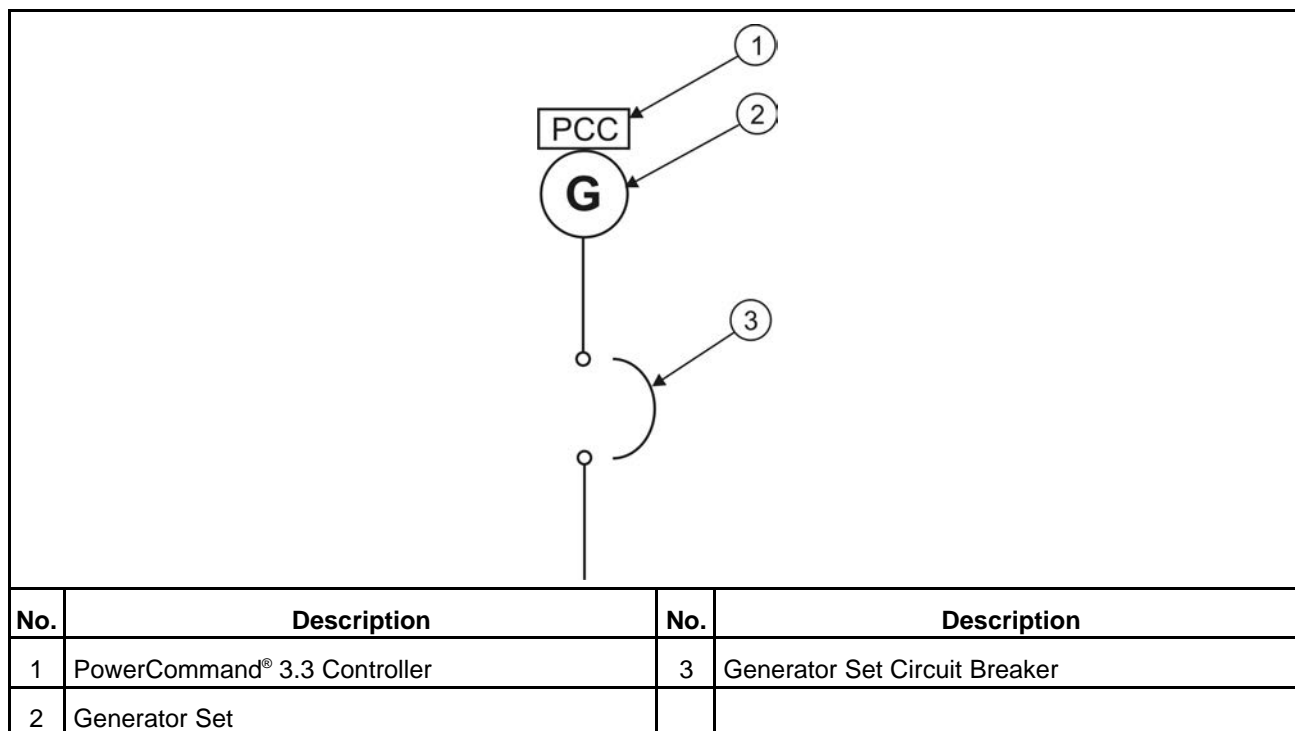 1
PCC
2
G
3
No. Description No. Description
1 PowerCommand® 3.3 Controller 3 Generator Set Circuit Breaker
2 Generator Set